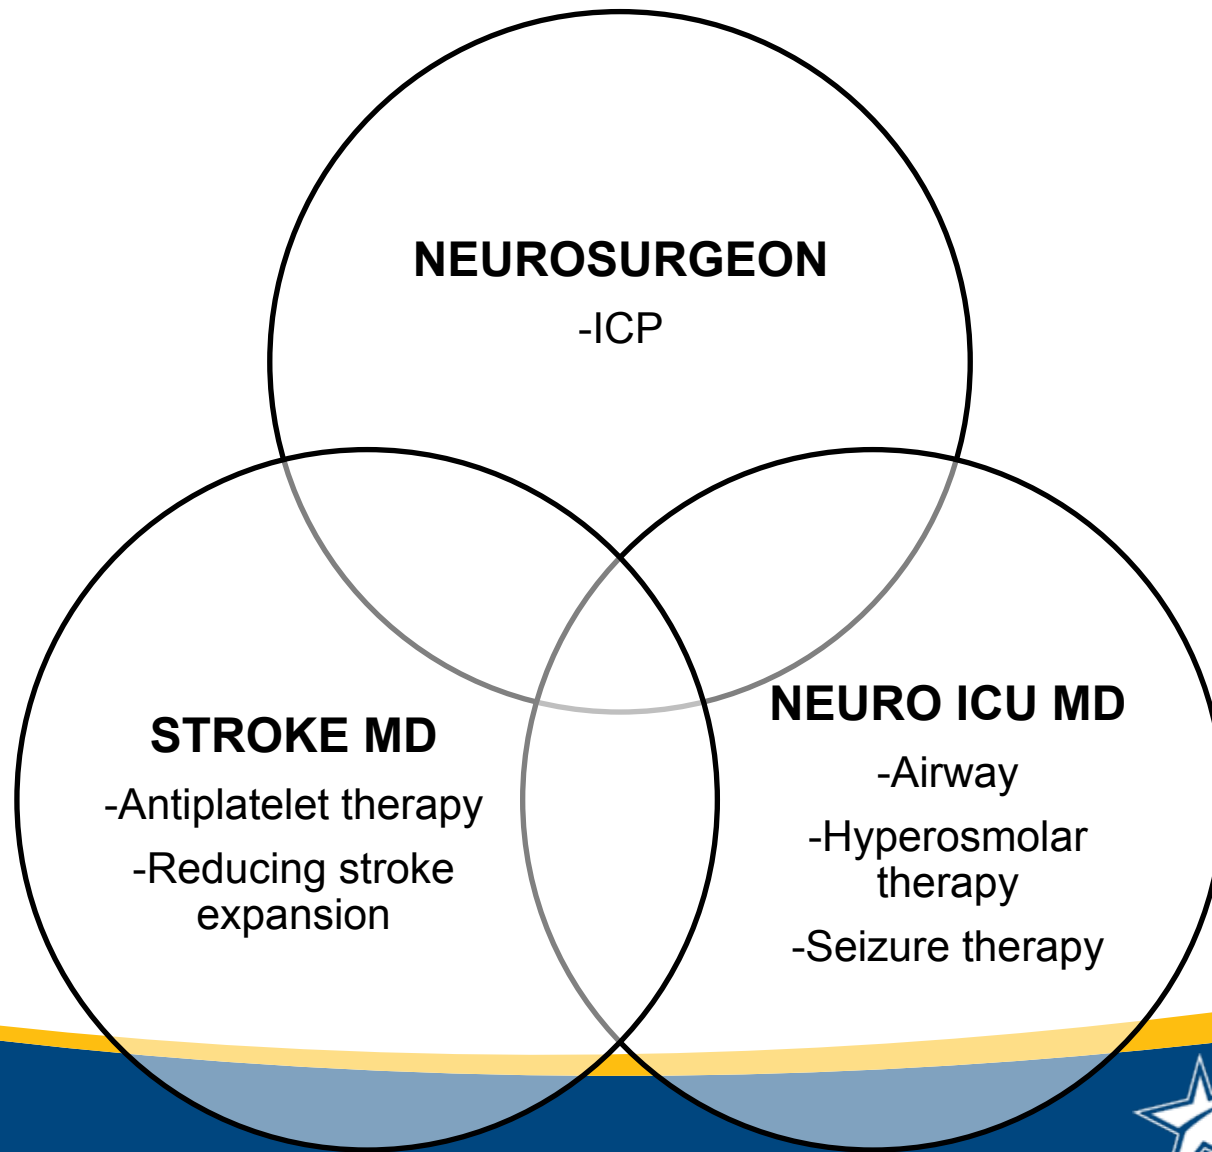 NEUROSURGEON
-ICP
STROKE MD
-Antiplatelet therapy
-Reducing stroke
expansion
NEURO ICU MD
-Airway
-Hyperosmolar
therapy
-Seizure therapy